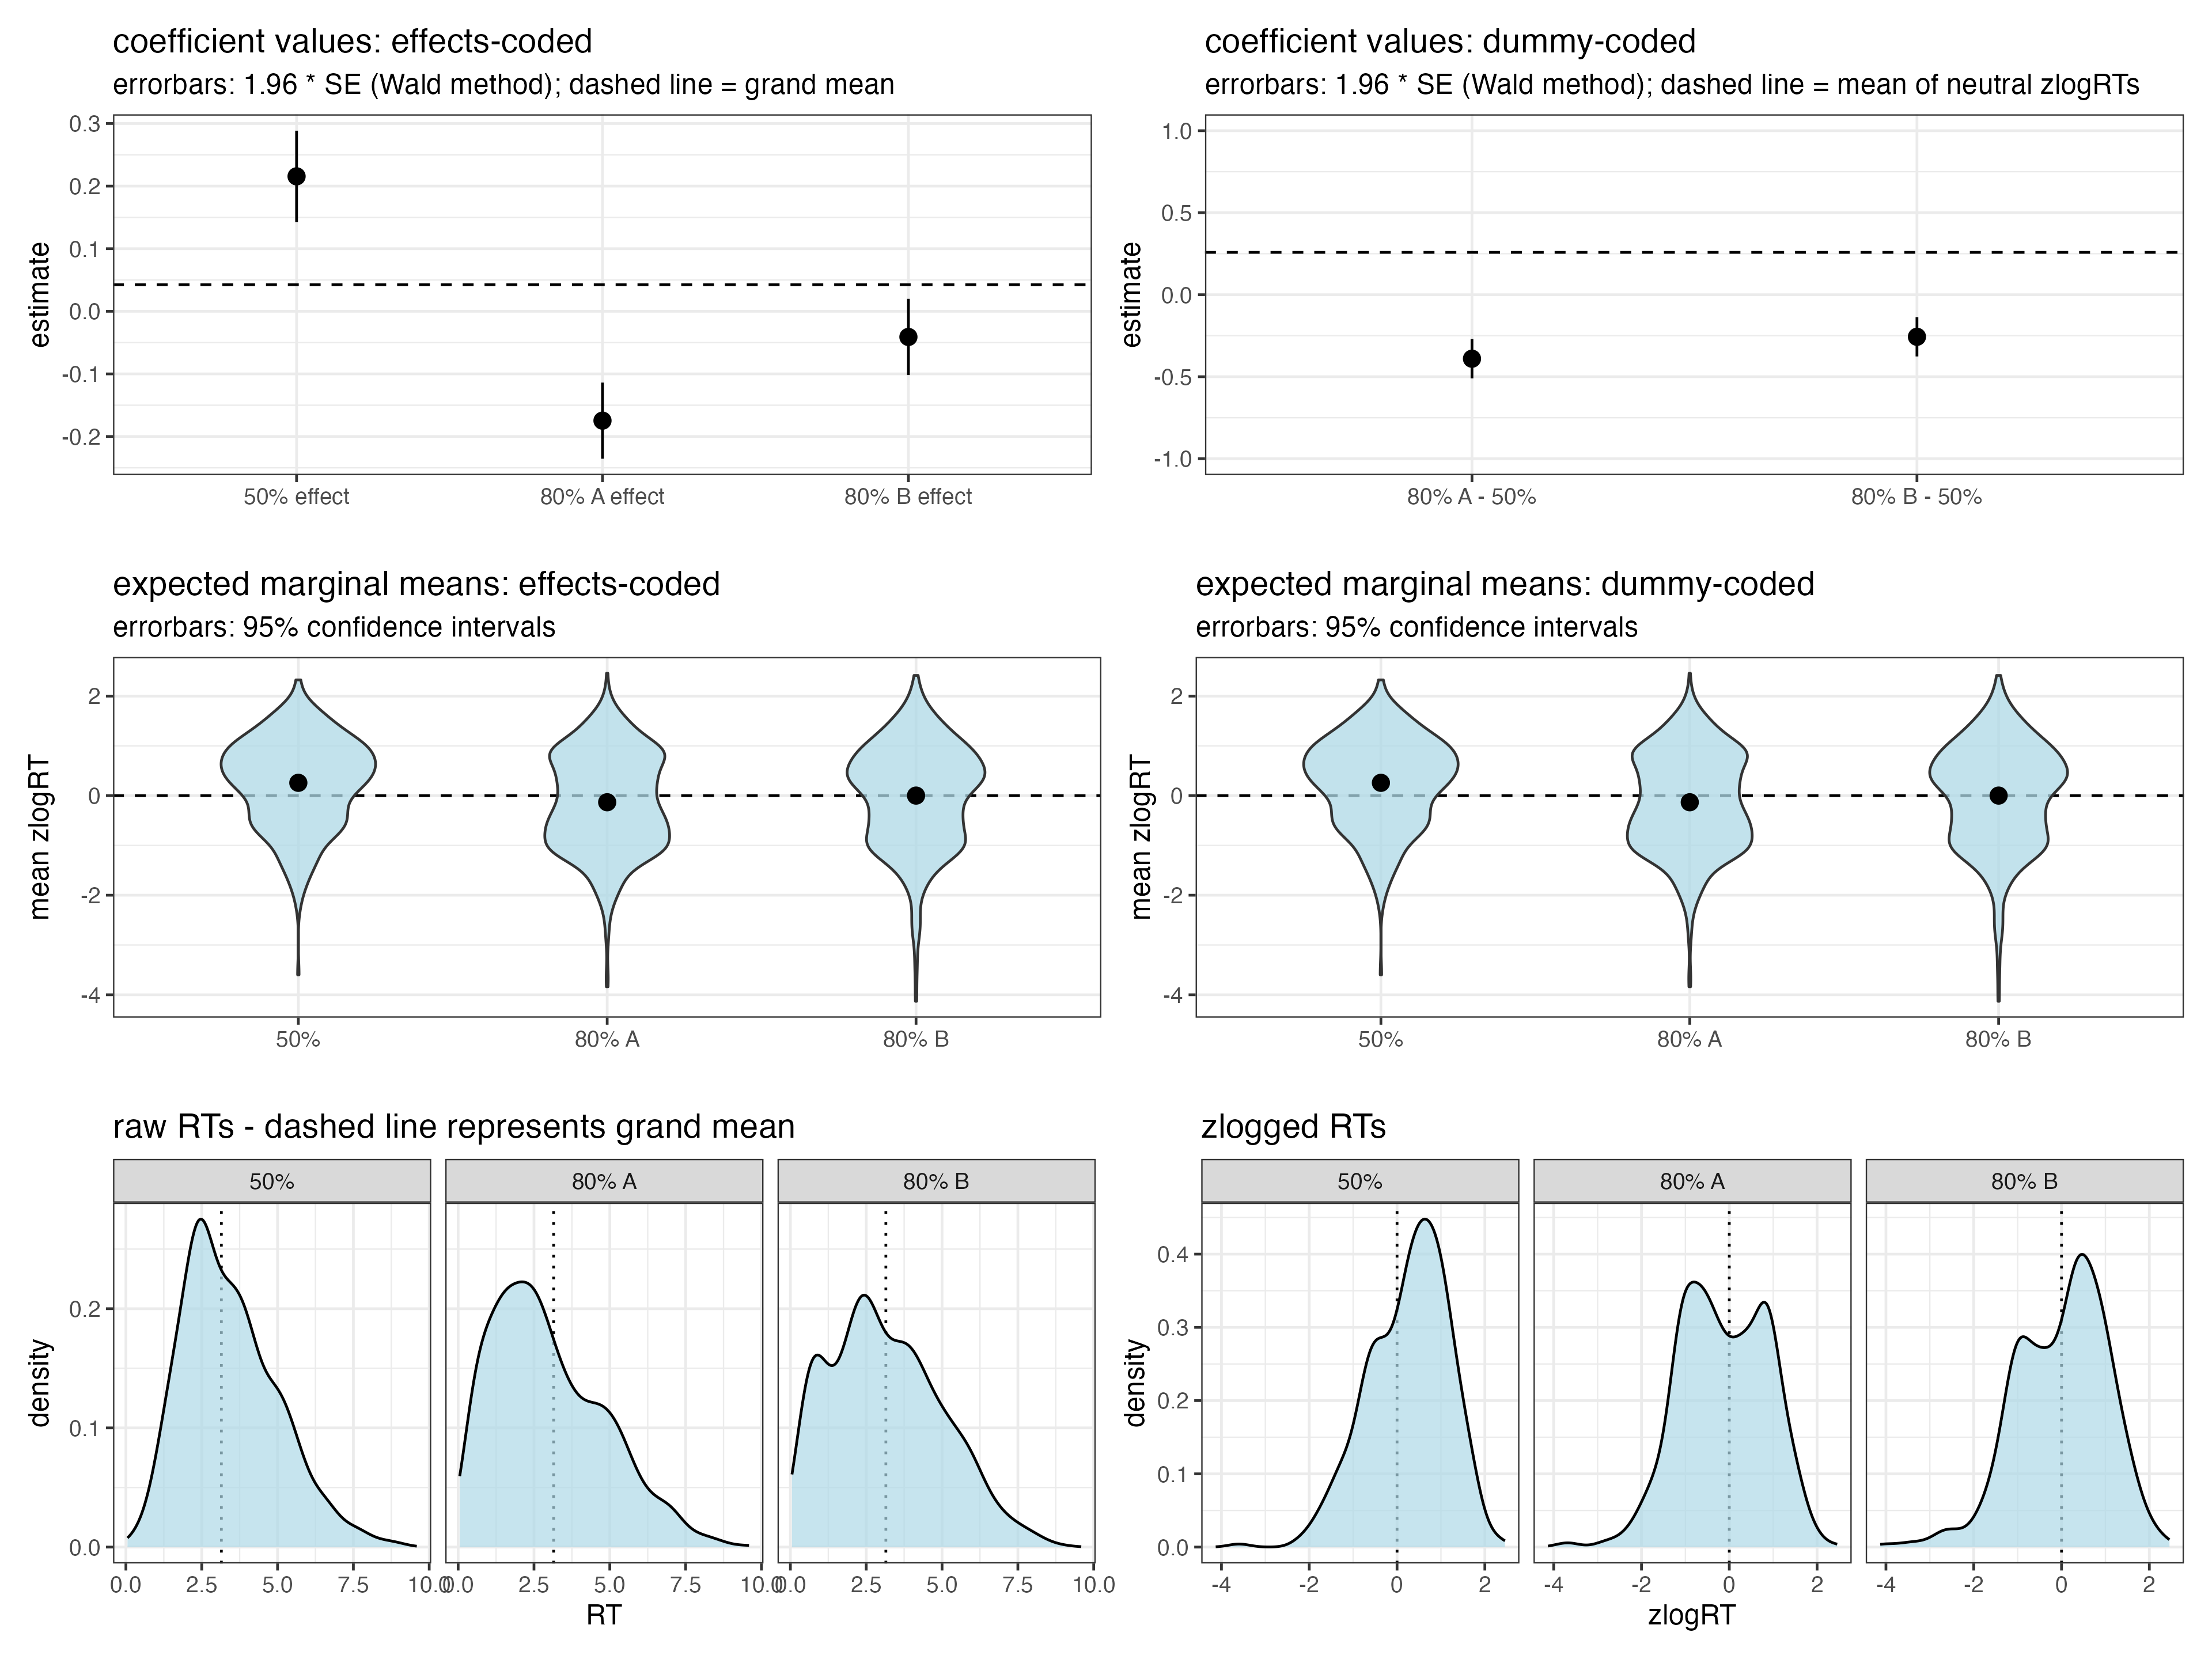 coefficient values: effects-coded
errorbars: 1.96 * SE (Wald method); dashed line = grand mean
estimate
0.3
0.2
0.1
0.0
-0.1
-0.2
50% effect
80% A effect
80% B effect
coefficient values: dummy-coded
errorbars: 1.96 * SE (Wald method); dashed line = mean of neutral zlogRTs
estimate
1.0
0.5
0.0
-0.5
-1.0
80% A - 50%
80% B - 50%
expected marginal means: effects-coded
errorbars: 95% confidence intervals
mean zlogRT
2
0
-2
-4
50%
80% A
80% B
expected marginal means: dummy-coded
errorbars: 95% confidence intervals
mean zlogRT
2
0
-2
-4
50%
80% A
80% B
raw RTs - dashed line represents grand mean
50%
80% A
80% B
density
0.2
0.1
0.0
0.0 2.5 5.0 7.5 10.0
0.0 2.5 5.0 7.5 10.0
0.0 2.5 5.0 7.5 10.0
RT
zlogged RTs
50%
80% A
80% B
density
0.4
0.3
0.2
0.1
0.0
-4 -2 0 2
-4 -2 0 2
-4 -2 0 2
zlogRT